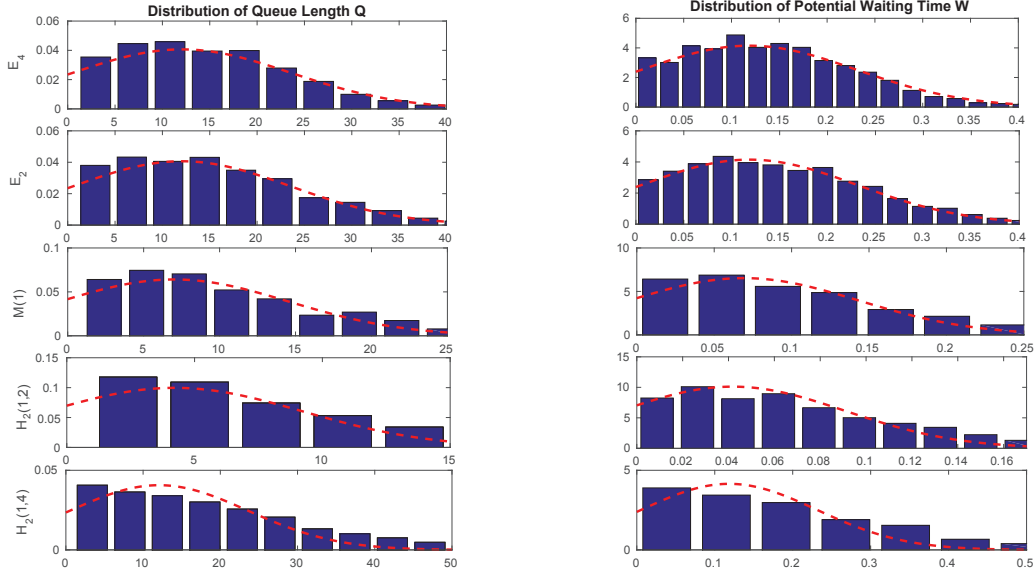 Distribution of Queue Length Q
0.06
0.04
0.02
0
E4
0 5 10 15 20 25 30 35 40
0.06
0.04
0.02
0
E2
0 5 10 15 20 25 30 35 40
0.1
0.05
0
M(1)
0 5 10 15 20 25
0.15
0.1
0.05
0
H2(1,2)
0 5 10 15
0.05
0
H2(1,4)
0 10 20 30 40 50
Distribution of Potential Waiting Time W
6
4
2
0
0 0.05 0.1 0.15 0.2 0.25 0.3 0.35 0.4
6
4
2
0
0 0.05 0.1 0.15 0.2 0.25 0.3 0.35 0.4
10
5
0
0 0.05 0.1 0.15 0.2 0.25
15
10
5
0
0 0.02 0.04 0.06 0.08 0.1 0.12 0.14 0.16
5
0
0 0.1 0.2 0.3 0.4 0.5